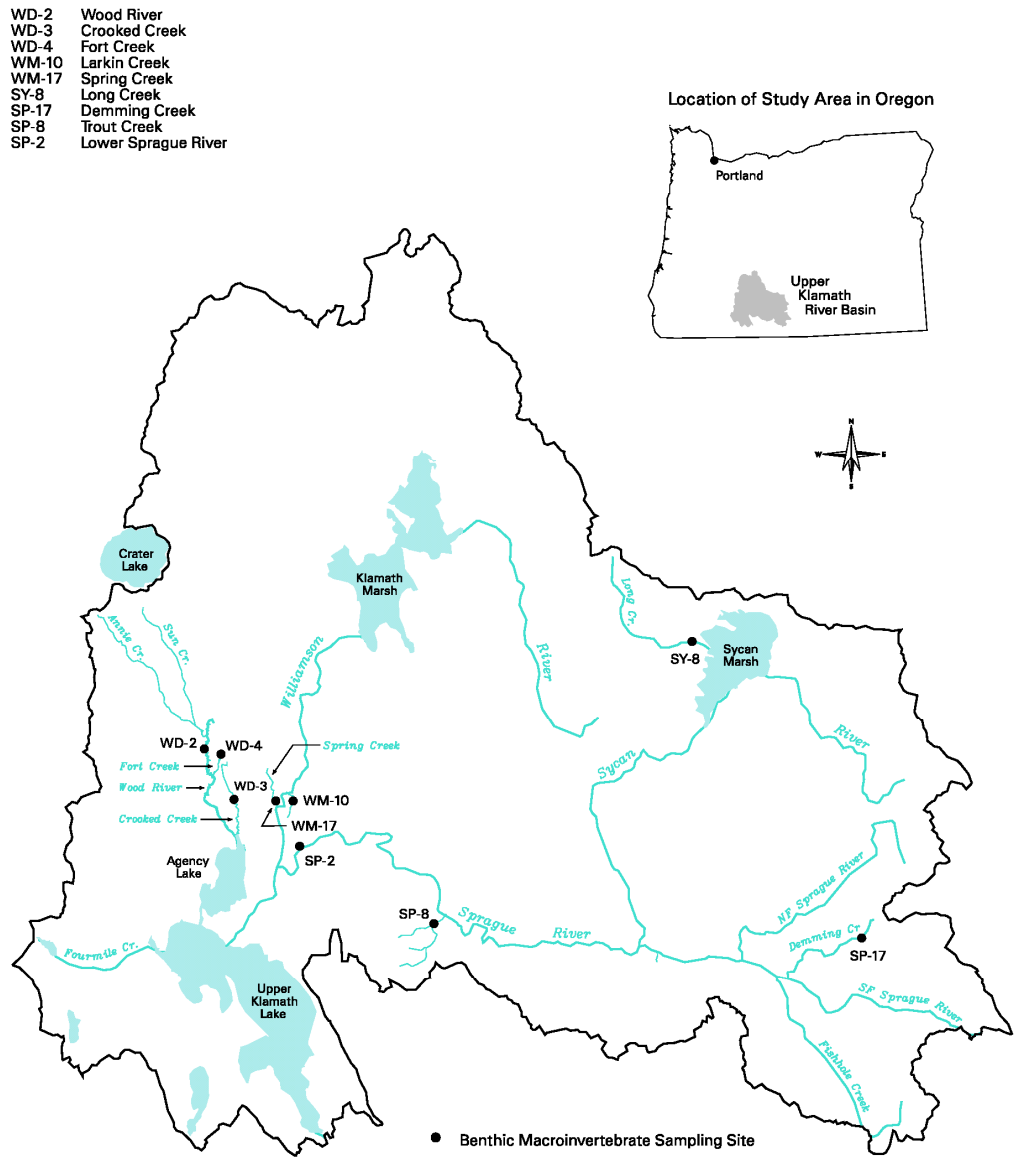 WD-2 Wood River
WD-3 Crooked Creek
WD-4 Fort Creek
WM-10 Larkin Creek
WM-17 Spring Creek
SY-8 Long Creek
SP-17 Demming Creek
SP-8 Trout Creek
SP-2 Lower Sprague River
Location of Study Area in Oregon
Portland
Upper
Klamath
River Basin
N
W E
S
Crater
Lake
Klamath
Marsh
Long Cr.
Annie Cr.
Sun Cr.
Williamson
River
SY-8
Sycan
Marsh
WD-2
WD-4
Spring Creek
River
Fort Creek
Sycan
Wood River
WD-3
WM-10
Crooked Creek
WM-17
SP-2
Agency
Lake
NF Sprague River
SP-8
Sprague
River
Demming Cr
SP-17
Fourmile Cr.
Upper
Klamath
Lake
SF Sprague River
Fishhole Creek
Benthic Macroinvertebrate Sampling Site